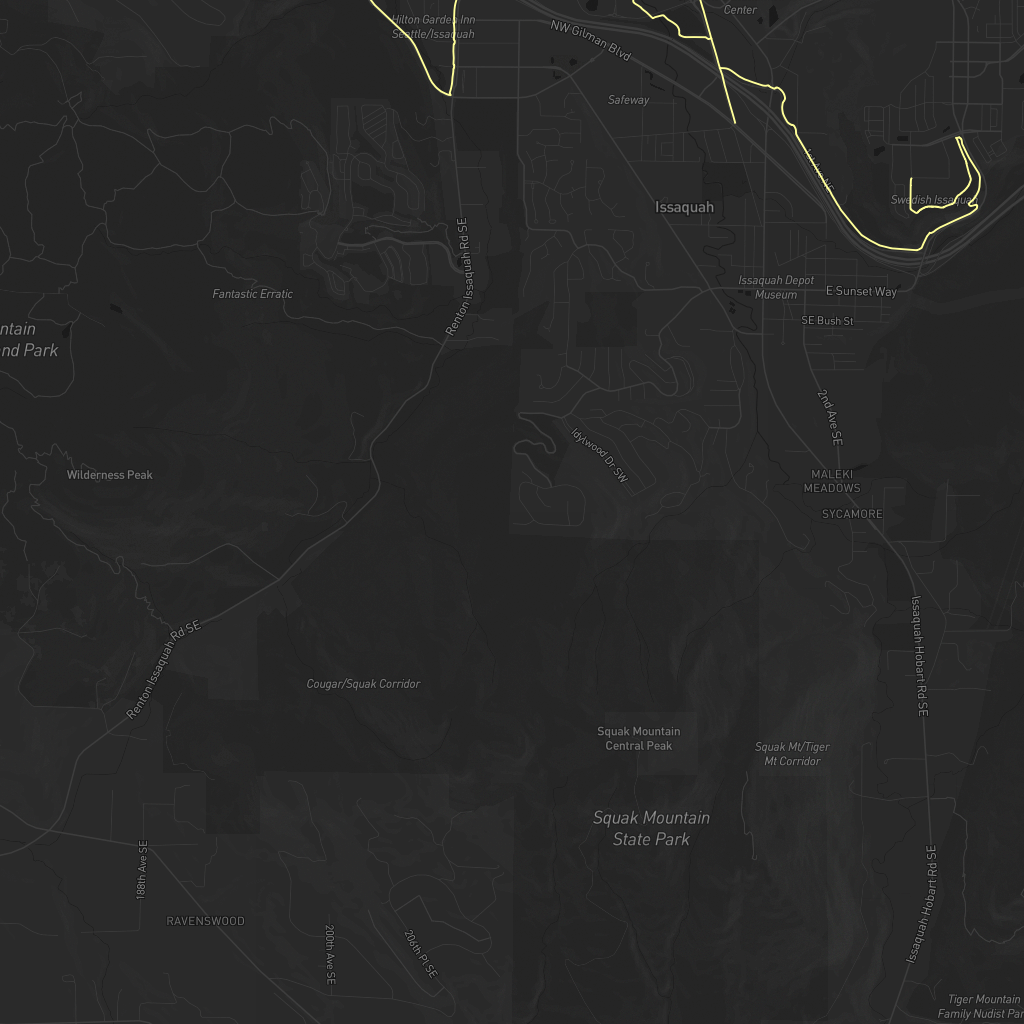 Center
Hilton Garden Inn
Seattle/Issaquah
NW Gilman Blvd
Safeway
Issaquah
Swedish Issaquah
Renton Issaquah Rd SE
Fantastic Erratic
Issaquah Depot
Museum
E Sunset Way
SE Bush St
ntain
nd Park
2nd Ave SE
Idylwood Dr SW
Wilderness Peak
MALEKI
MEADOWS
SYCAMORE
Renton Issaquah Rd SE
Issaquah Hobart Rd SE
Cougar/Squak Corridor
Squak Mountain
Central Peak
Squak Mt/Tiger
Mt Corridor
Squak Mountain
State Park
188th Ave SE
Issaquah Hobart Rd SE
RAVENSWOOD
200th Ave SE
206th Pl SE
Tiger Mountain
Family Nudist Par